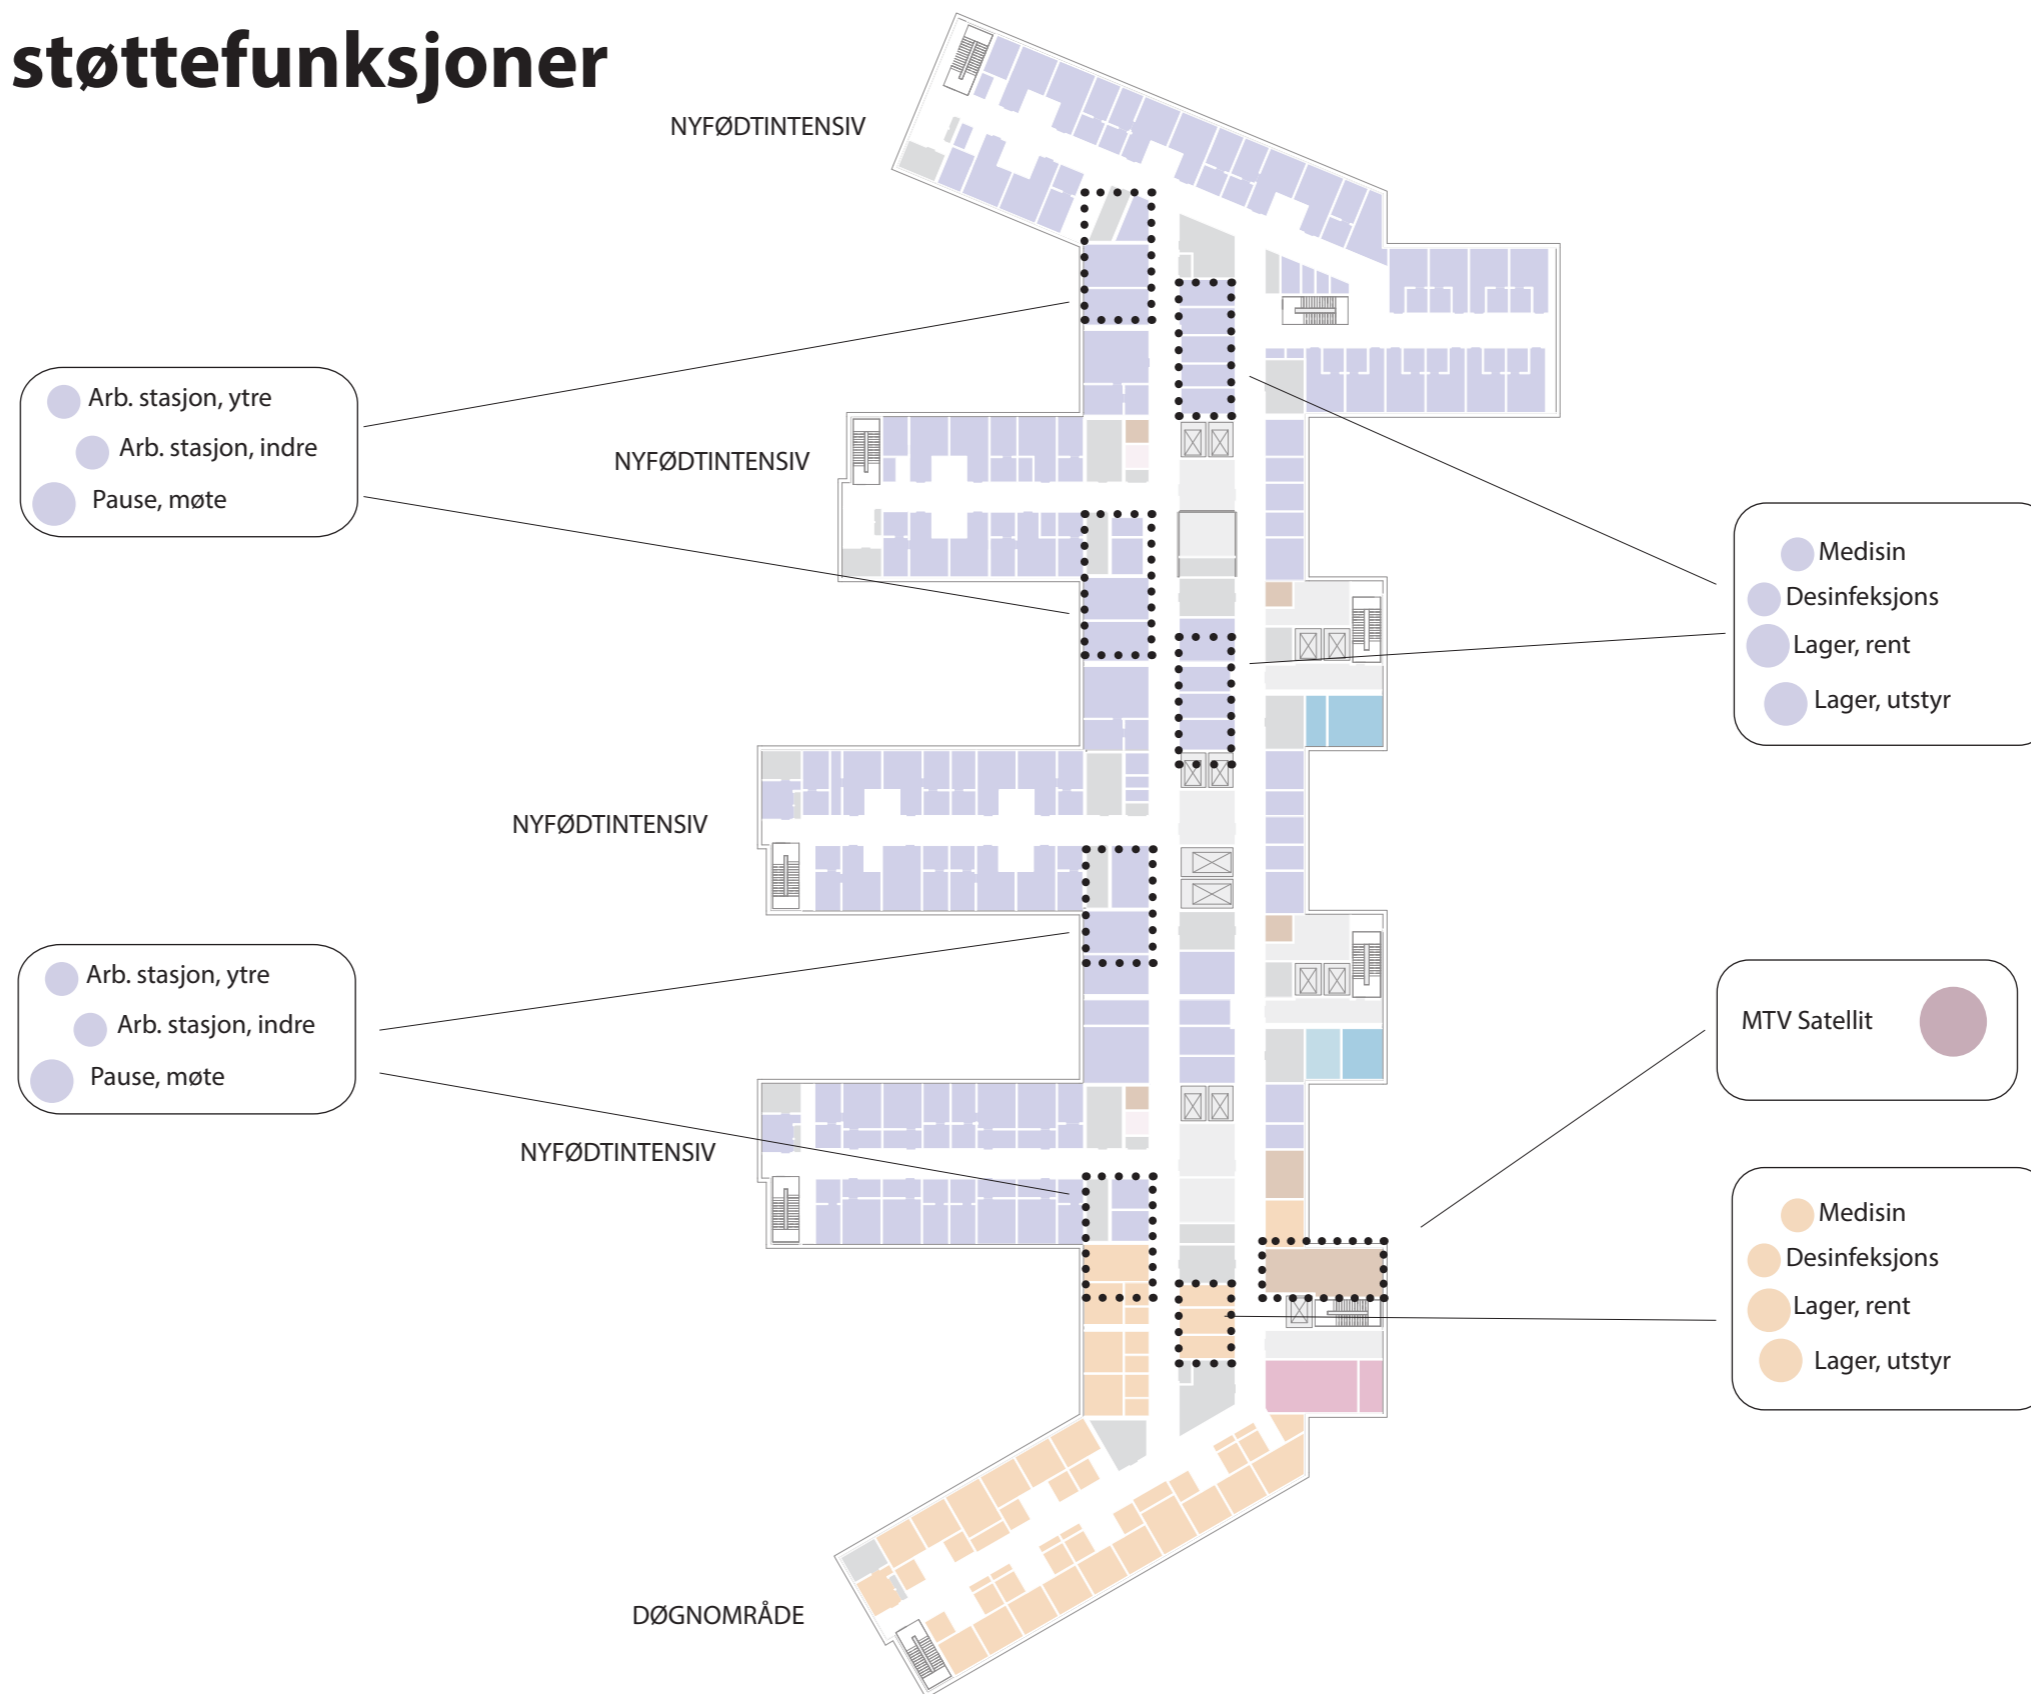 støttefunksjoner
NYFØDTINTENSIV
Arb. stasjon, ytre
Arb. stasjon, indre
Pause, møte
NYFØDTINTENSIV
Medisin
Desinfeksjons
Lager, rent
Lager, utstyr
NYFØDTINTENSIV
Arb. stasjon, ytre
Arb. stasjon, indre
Pause, møte
MTV Satellit
NYFØDTINTENSIV
Medisin
Desinfeksjons
Lager, rent
Lager, utstyr
DØGNOMRÅDE